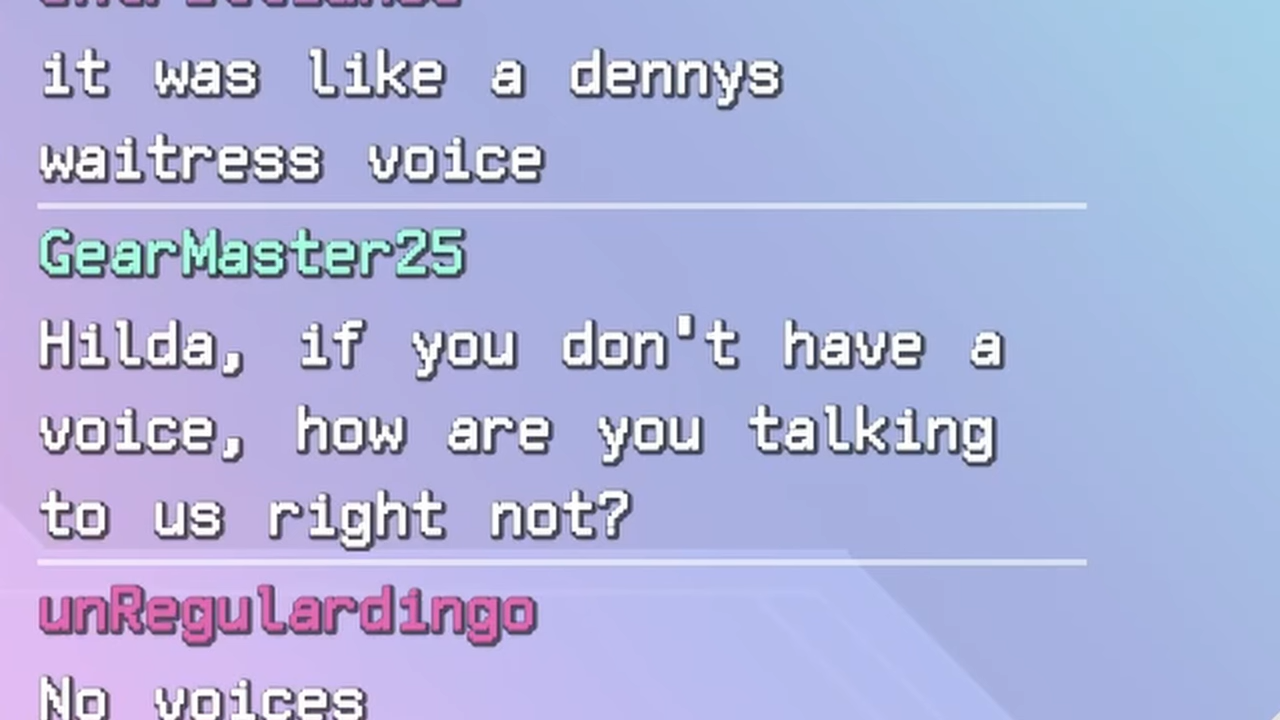 it was like a dennys
waitress voice
GearMaster25
Hilda, if you don't have a
voice, how are you talking
to us right not?
unRegulardingo
No voices